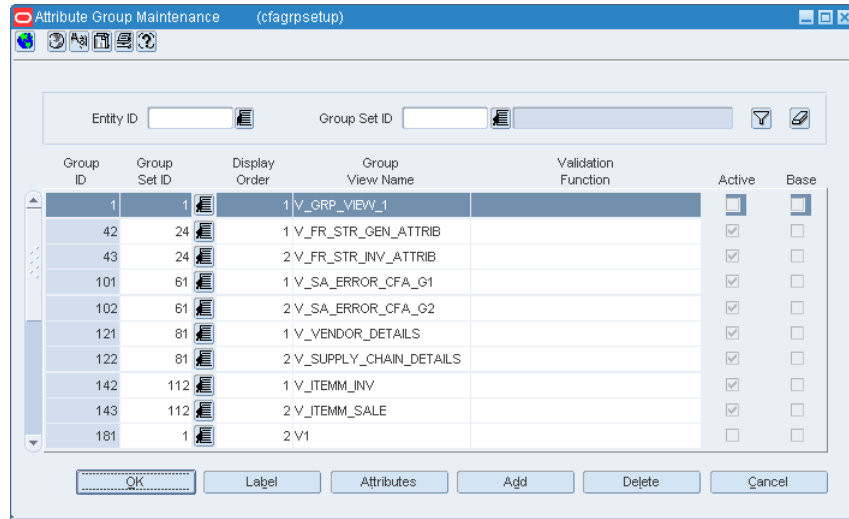 Attribute Group Maintenance (cfagrpsetup)
Entity ID Group Set ID
Group ID Group Set ID Display Order Group View Name Validation Function Active Base
1 1 1 V_GRP_VIEW_1
42 24 1 V_FR_STR_GEN_ATTRIB
43 24 2 V_FR_STR_INV_ATTRIB
101 61 1 V_SA_ERROR_CFA_G1
102 61 2 V_SA_ERROR_CFA_G2
121 81 1 V_VENDOR_DETAILS
122 81 2 V_SUPPLY_CHAIN_DETAILS
142 112 1 V_ITEMM_INV
143 112 2 V_ITEMM_SALE
181 1 2 V1
OK Label Attributes Add Delete Cancel